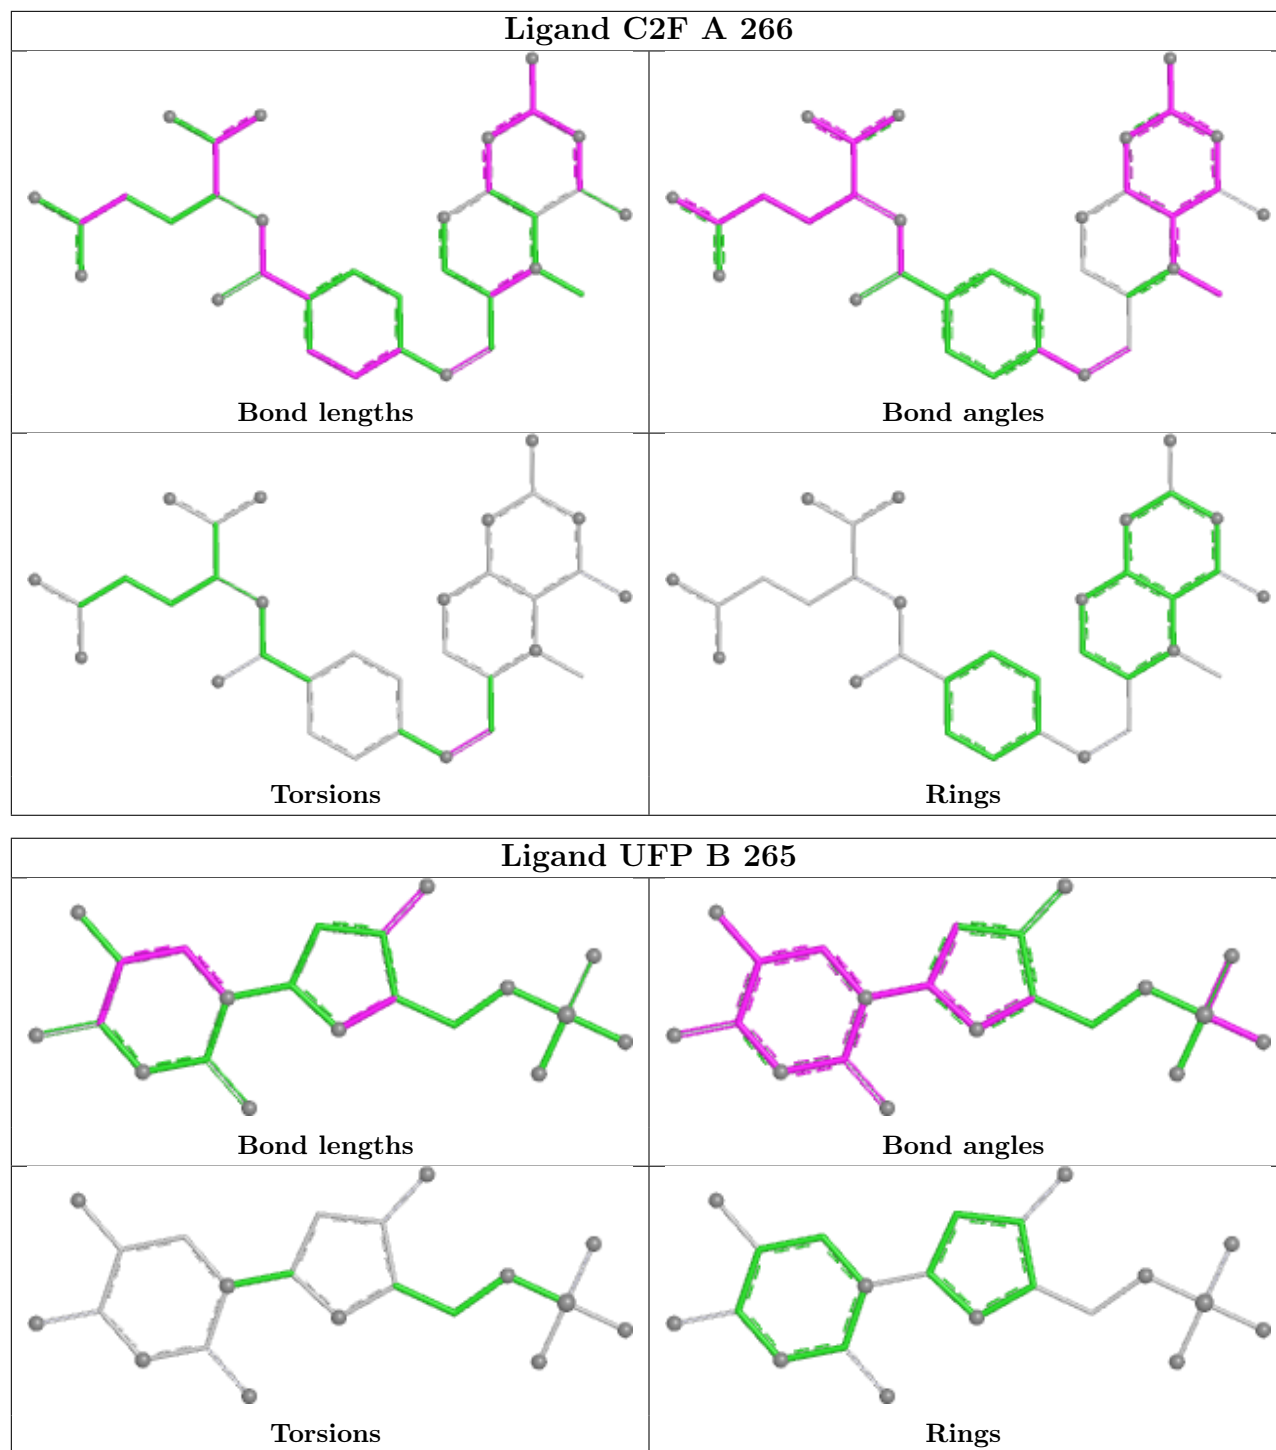 Ligand C2F A 266
Bond lengths
Bond angles
Torsions
Rings
Ligand UFP B 265
Bond lengths
Bond angles
Torsions
Rings